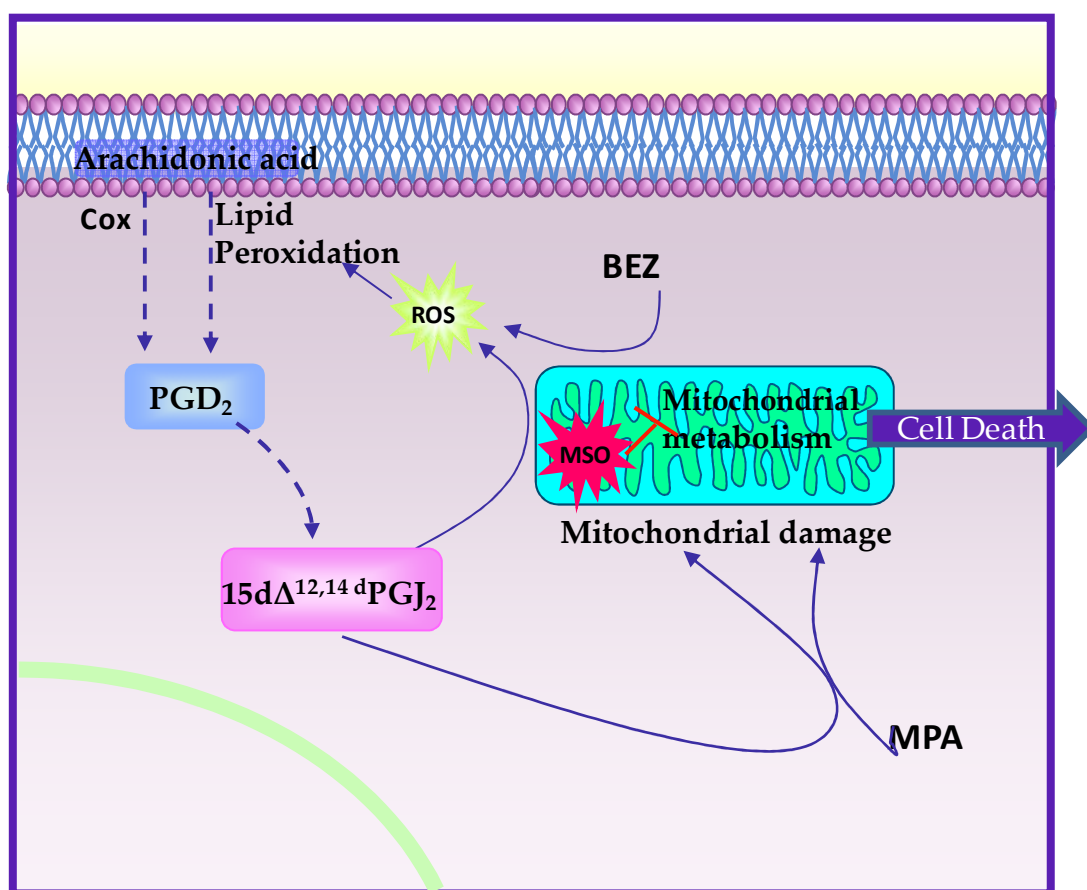 Arachidonic acid
Cox
Lipid
Peroxidation
BEZ
ROS
PGD₂
Mitochondrial
metabolism
MSO
Cell Death
Mitochondrial damage
15dΔ¹²,¹⁴ ᵈPGJ₂
MPA